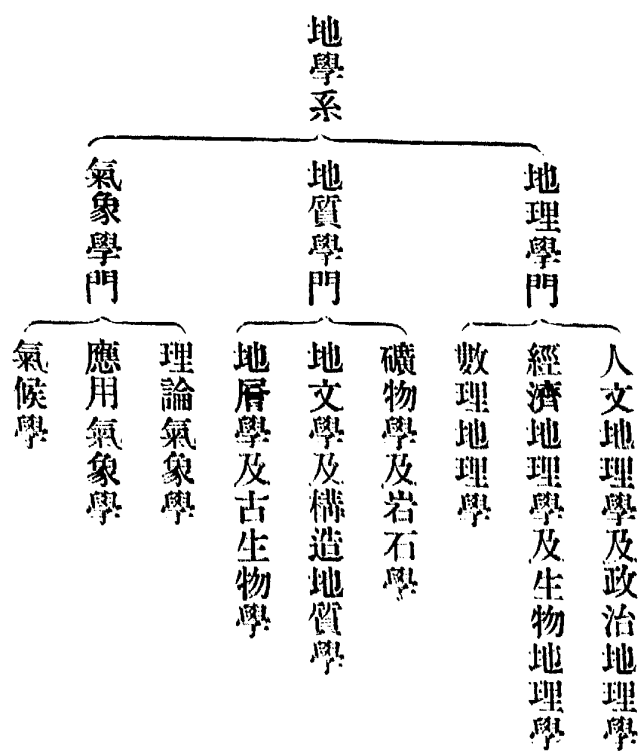 地學系
地理學門
地質學門
氣象學門
人文地理學及政治地理學
經濟地理學及生物地理學
數理地理學
礦物學及岩石學
地文學及構造地質學
地層學及古生物學
理論氣象學
應用氣象學
氣候學